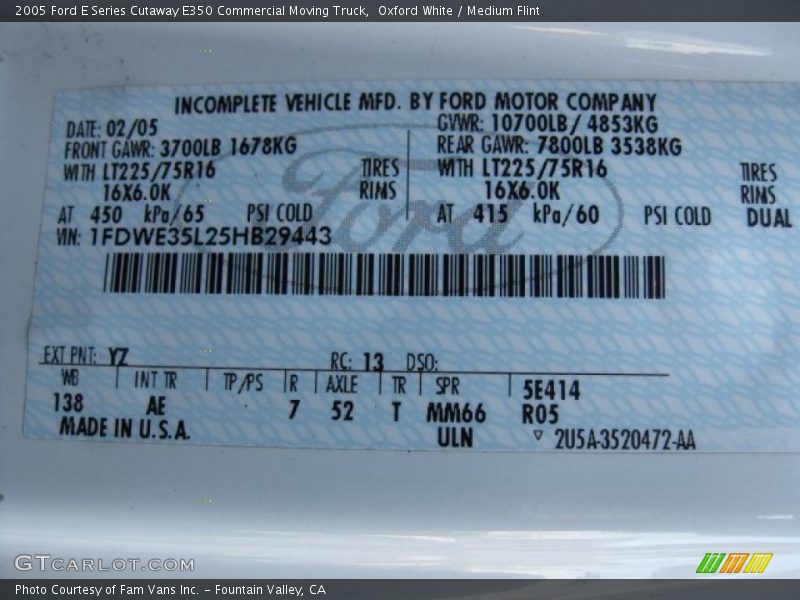 2005 Ford E Series Cutaway E350 Commercial Moving Truck, Oxford White / Medium Flint
INCOMPLETE VEHICLE MFD. BY FORD MOTOR COMPANY
DATE: 02/05 GVWR: 10700LB/ 4853KG
FRONT GAWR: 3700LB 1678KG REAR GAWR: 7800LB 3538KG
WITH LT225/75R16 TIRES WITH LT225/75R16 TIRES
16X6.0K RIMS 16X6.0K RIMS
AT 450 kPa/65 PSI COLD AT 415 kPa/60 PSI COLD DUAL
VIN: 1FDWE35L25HB29443
Ford
EXT PNT: YZ RC: 13 DSO:
WB INT TR TP/PS R AXLE TR SPR 5E414
138 AE 7 52 T MM66 R05
MADE IN U.S.A. ULN ▽ 2U5A-3520472-AA
GTCARLOT.COM
Photo Courtesy of Fam Vans Inc. - Fountain Valley, CA